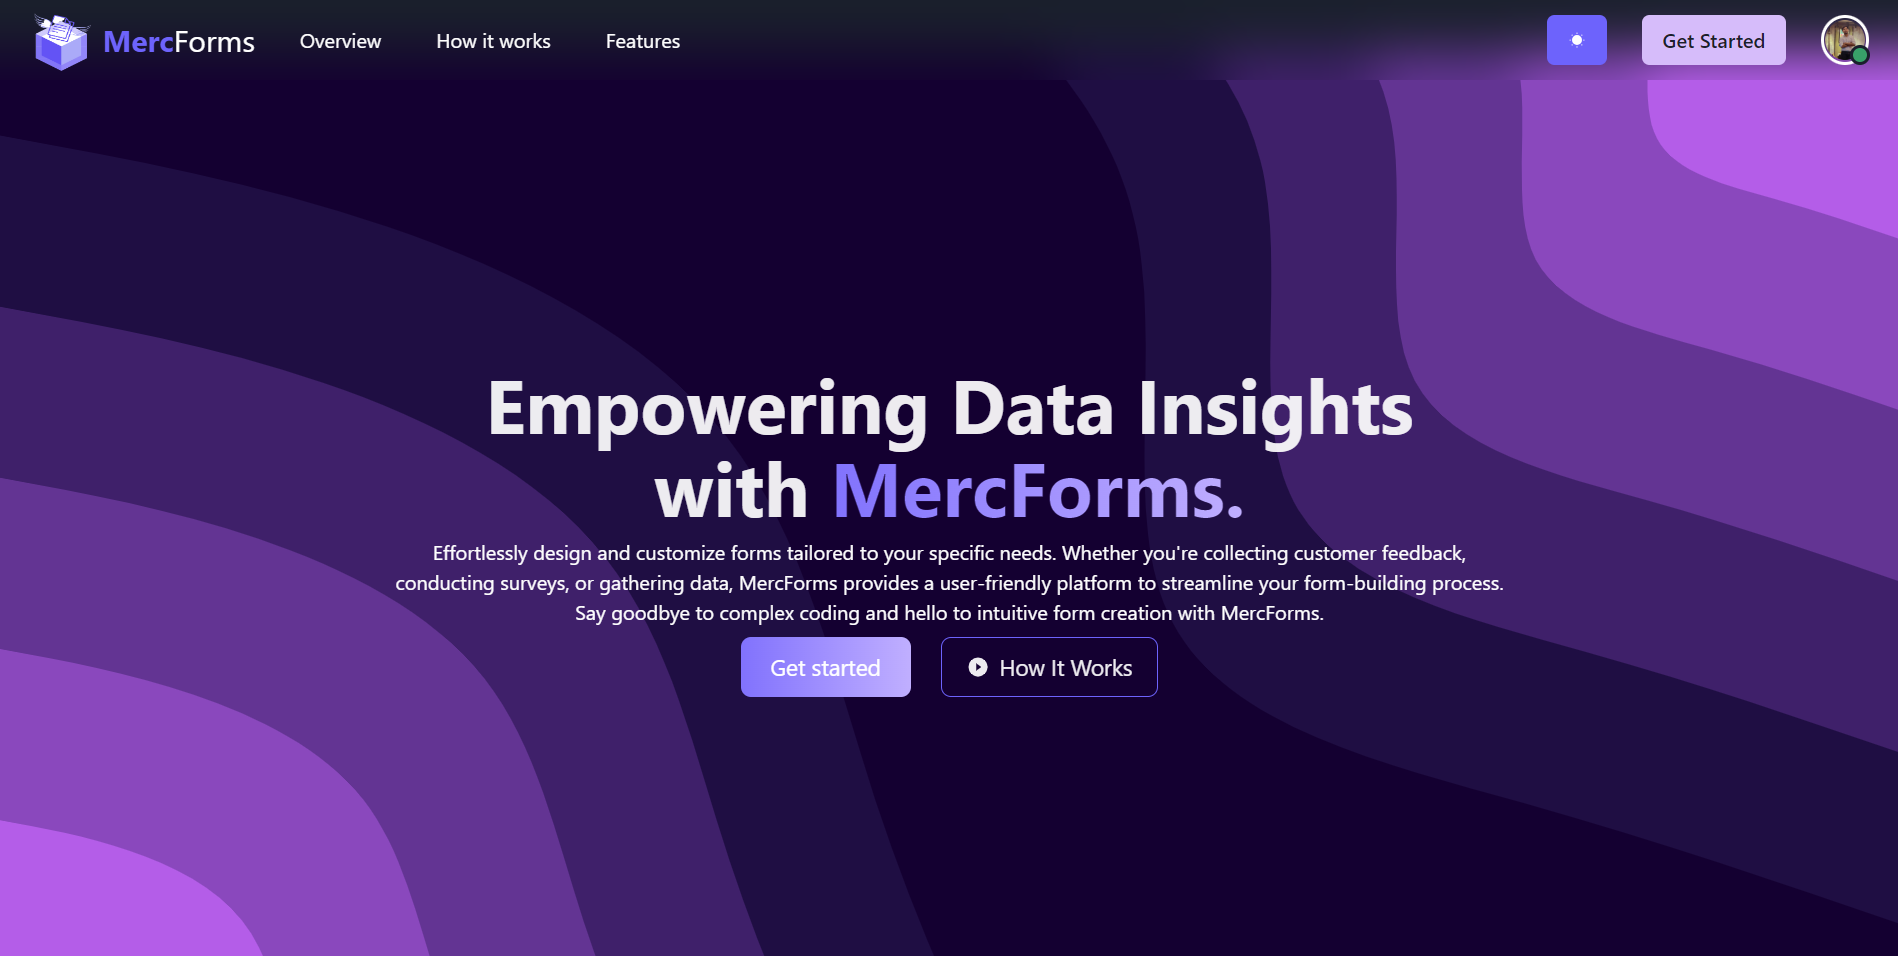 MercForms
Overview
How it works
Features
Get Started
Empowering Data Insights
with MercForms.
Effortlessly design and customize forms tailored to your specific needs. Whether you're collecting customer feedback,
conducting surveys, or gathering data, MercForms provides a user-friendly platform to streamline your form-building process.
Say goodbye to complex coding and hello to intuitive form creation with MercForms.
Get started
How It Works